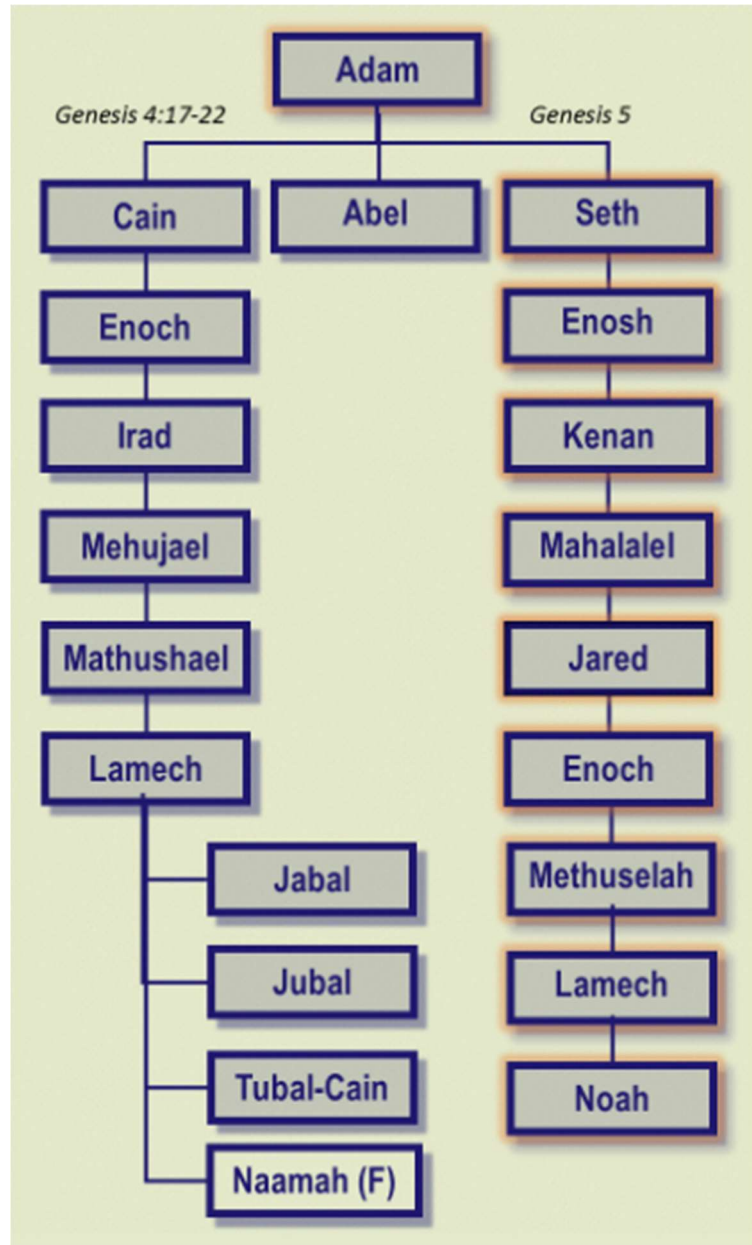 Adam
Genesis 4:17-22
Genesis 5
Cain
Abel
Seth
Enoch
Enosh
Irad
Kenan
Mehujael
Mahalalel
Mathushael
Jared
Lamech
Enoch
Jabal
Methuselah
Jubal
Lamech
Tubal-Cain
Noah
Naamah (F)